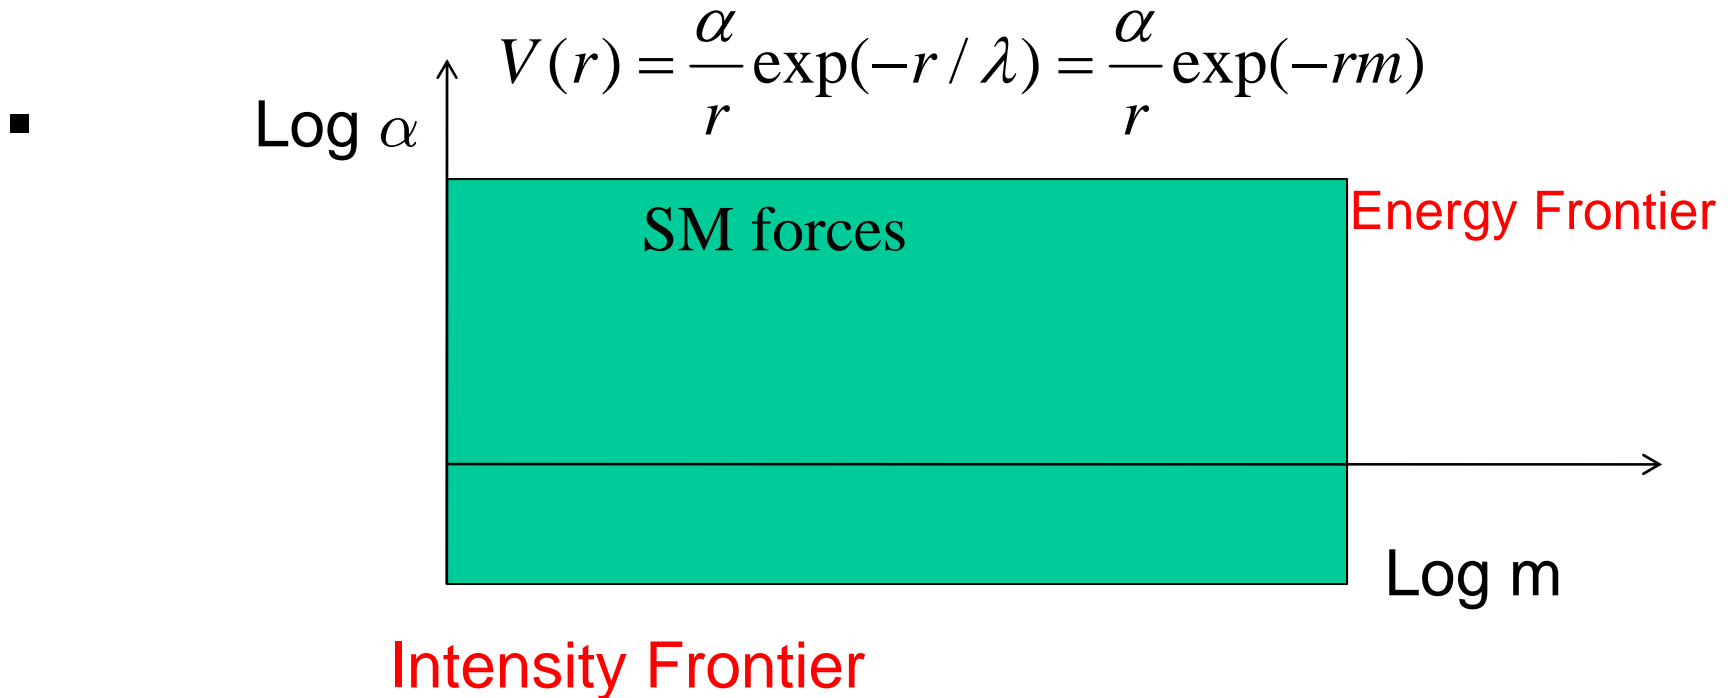 V(r) = α/r exp(−r / λ) = α/r exp(−rm)
▪ Log α
SM forces
Energy Frontier
Log m
Intensity Frontier